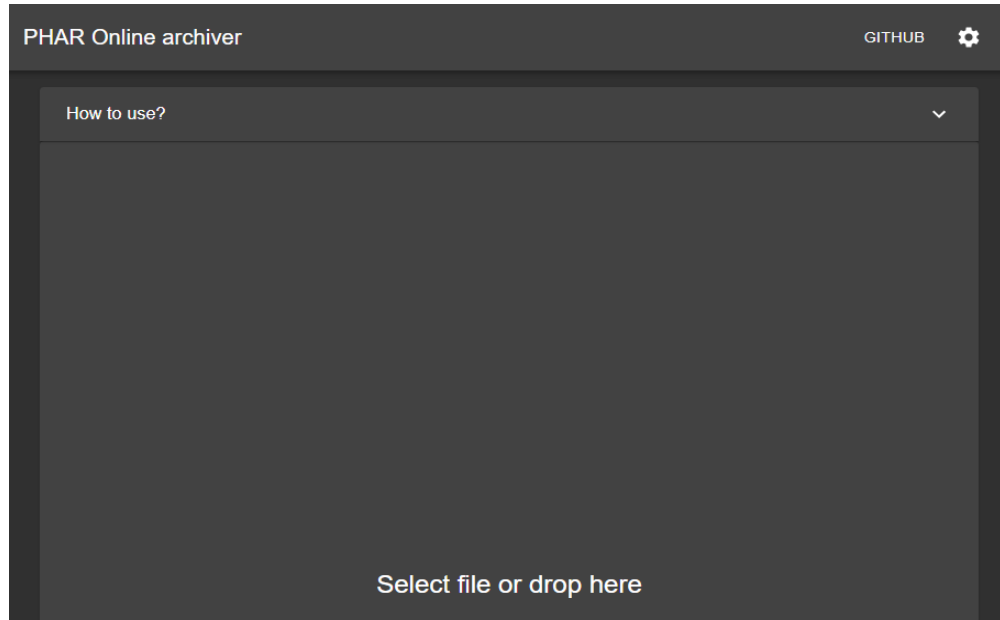 PHAR Online archiver
GITHUB
How to use?
Select file or drop here